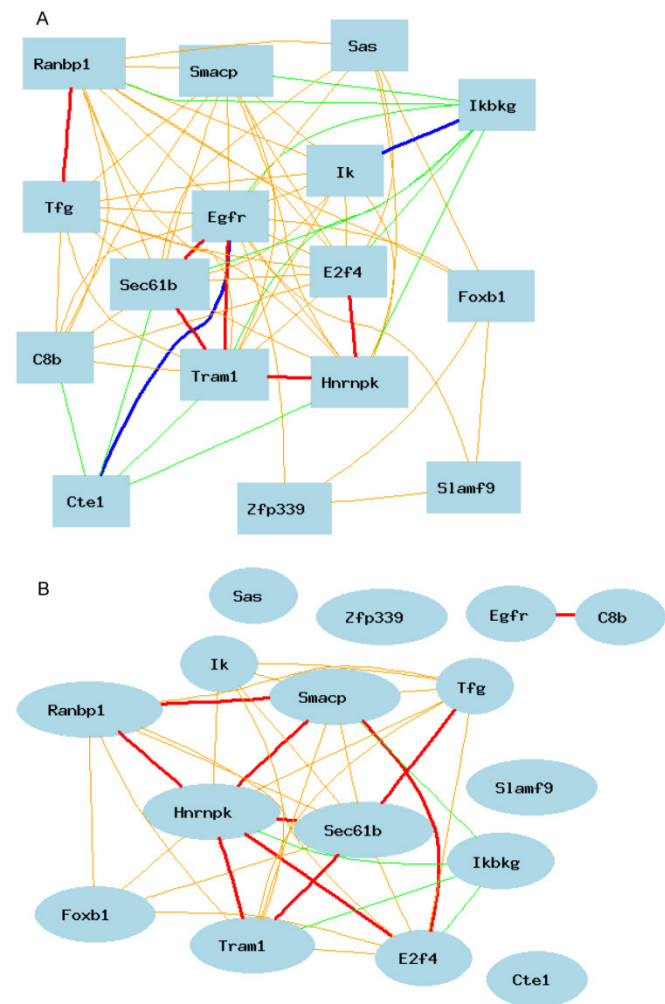 A
Ranbp1
Smacp
Sas
Ikbkg
Ik
Tfg
Egfr
Sec61b
E2f4
Foxb1
C8b
Tram1
Hnrnpk
Cte1
Zfp339
Slamf9
B
Sas
Zfp339
Egfr
C8b
Ik
Tfg
Ranbp1
Smacp
Slamf9
Hnrnpk
Sec61b
Ikbkg
Foxb1
Tram1
E2f4
Cte1